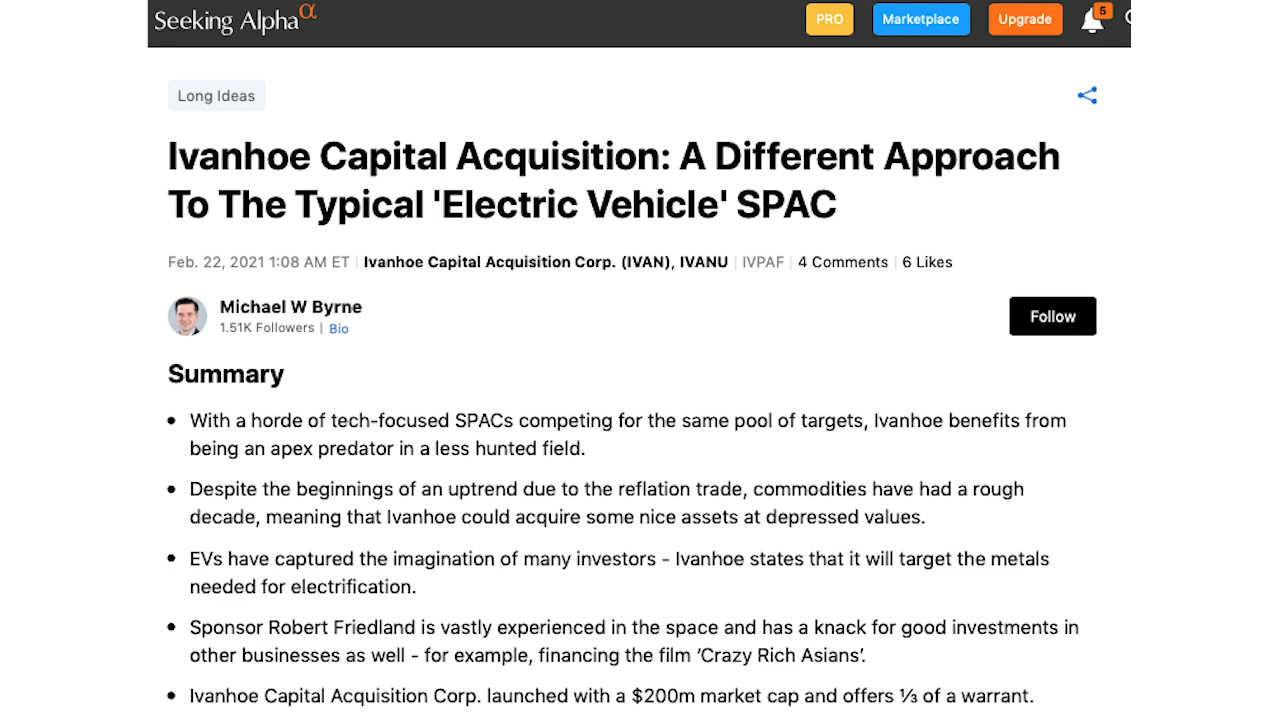 Seeking Alpha α
PRO
Marketplace
Upgrade
5
Long Ideas
Ivanhoe Capital Acquisition: A Different Approach
To The Typical 'Electric Vehicle' SPAC
Feb. 22, 2021 1:08 AM ET | Ivanhoe Capital Acquisition Corp. (IVAN), IVANU | IVPAF | 4 Comments | 6 Likes
Michael W Byrne
1.51K Followers | Bio
Follow
Summary
• With a horde of tech-focused SPACs competing for the same pool of targets, Ivanhoe benefits from
being an apex predator in a less hunted field.
• Despite the beginnings of an uptrend due to the reflation trade, commodities have had a rough
decade, meaning that Ivanhoe could acquire some nice assets at depressed values.
• EVs have captured the imagination of many investors - Ivanhoe states that it will target the metals
needed for electrification.
• Sponsor Robert Friedland is vastly experienced in the space and has a knack for good investments in
other businesses as well - for example, financing the film ‘Crazy Rich Asians’.
• Ivanhoe Capital Acquisition Corp. launched with a $200m market cap and offers ⅓ of a warrant.